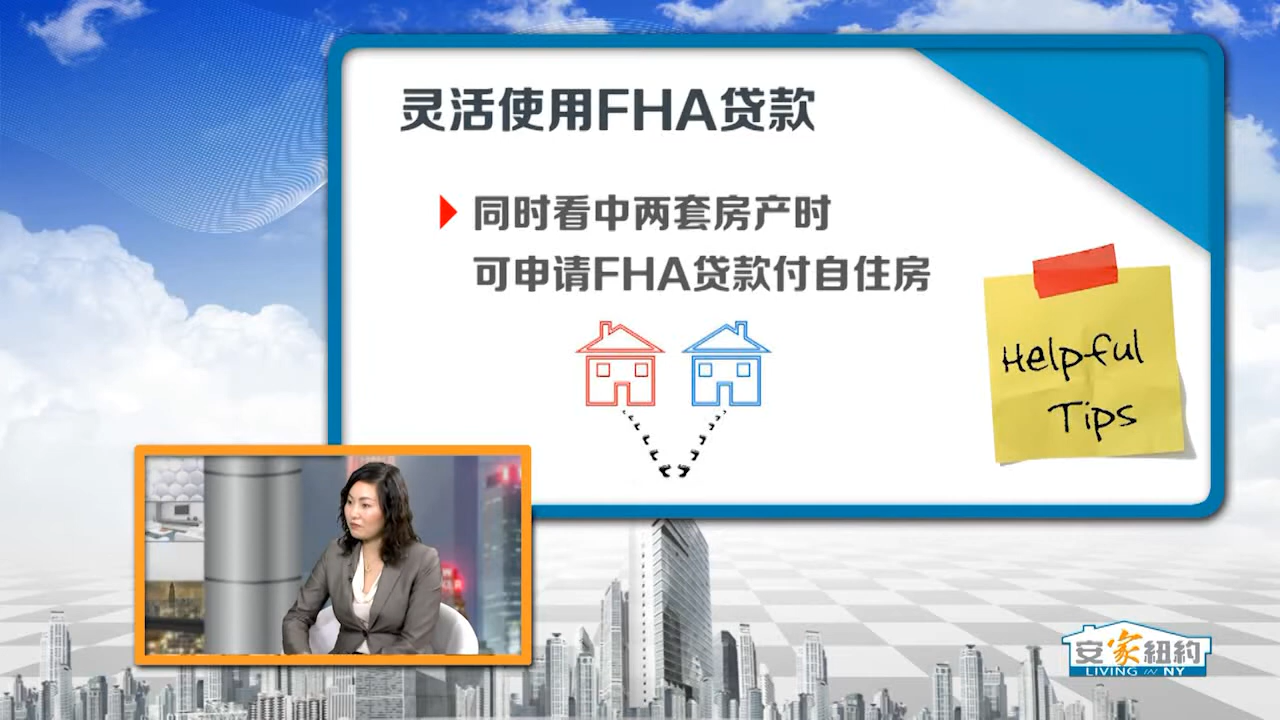 灵活使用FHA贷款
同时看中两套房产时
可申请FHA贷款付自住房
Helpful
Tips
安家紐約
LIVING IN NY